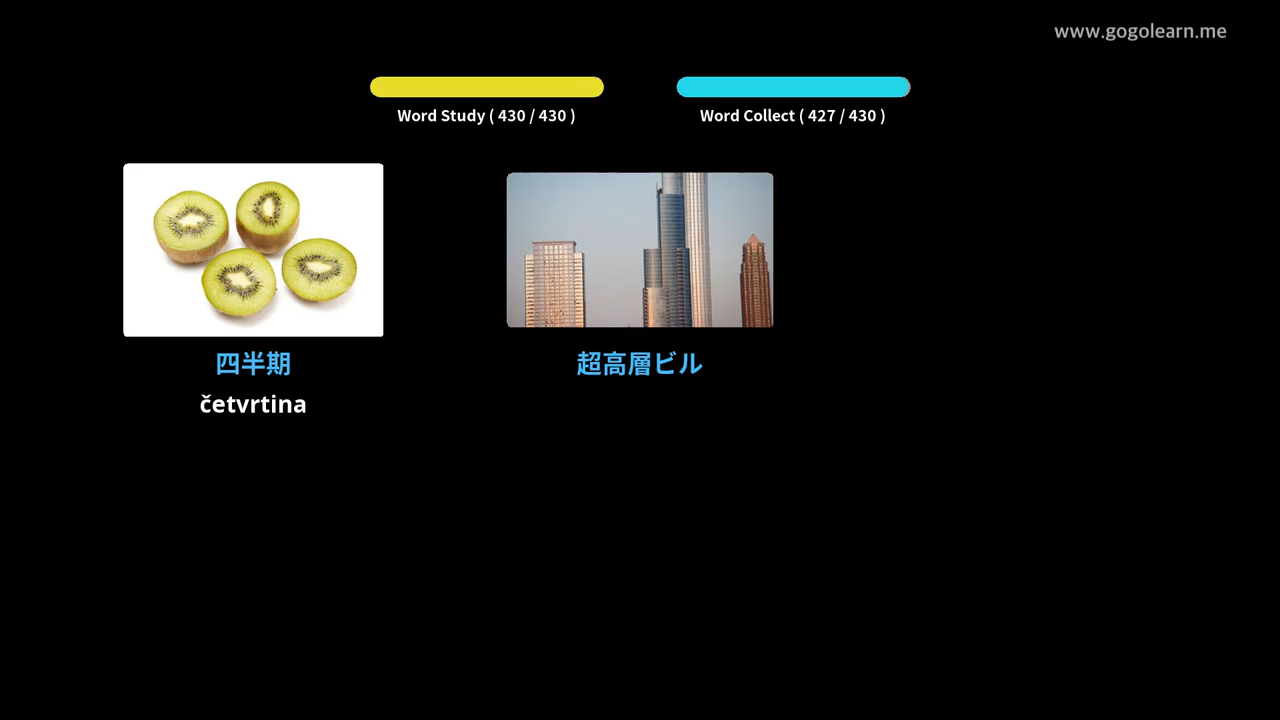 www.gogolearn.me
Word Study ( 430 / 430 )
Word Collect ( 427 / 430 )
四半期
četvrtina
超高層ビル